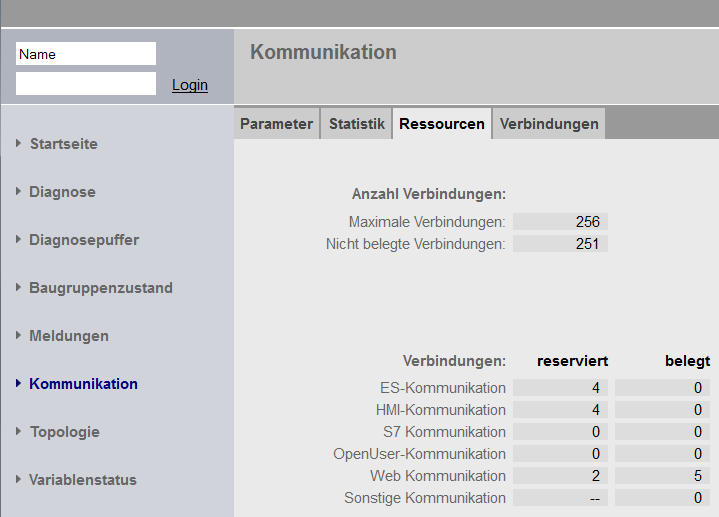 Name
Login
Kommunikation
Startseite
Diagnose
Diagnosepuffer
Baugruppenzustand
Meldungen
Kommunikation
Topologie
Variablenstatus
Parameter Statistik Ressourcen Verbindungen
Anzahl Verbindungen:
Maximale Verbindungen: 256
Nicht belegte Verbindungen: 251
Verbindungen: reserviert belegt
ES-Kommunikation 4 0
HMI-Kommunikation 4 0
S7 Kommunikation 0 0
OpenUser-Kommunikation 0 0
Web Kommunikation 2 5
Sonstige Kommunikation -- 0